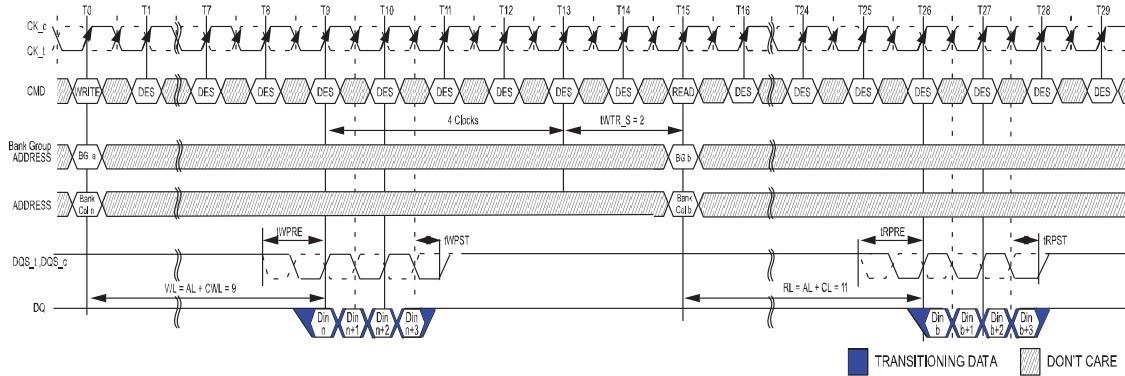 T0 T1 T7 T8 T9 T10 T11 T12 T13 T14 T15 T16 T24 T25 T26 T27 T28 T29
CK_c
CK_t
CMD WRITE DES DES DES DES DES DES DES DES DES READ DES DES DES DES DES DES DES
4 Clocks tWTR_S = 2
Bank Group
ADDRESS
BG a BG b
ADDRESS
Bank
Col n
Bank
Col b
tWPRE tWPST tRPRE tRPST
DQS_t,DQS_c
WL = AL + CWL = 9 RL = AL + CL = 11
DQ
Din
n
Din
n+1
Din
n+2
Din
n+3
Din
b
Din
b+1
Din
b+2
Din
b+3
TRANSITIONING DATA DON'T CARE